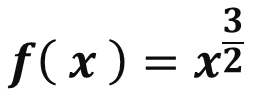 f( x ) = x^{3/2}